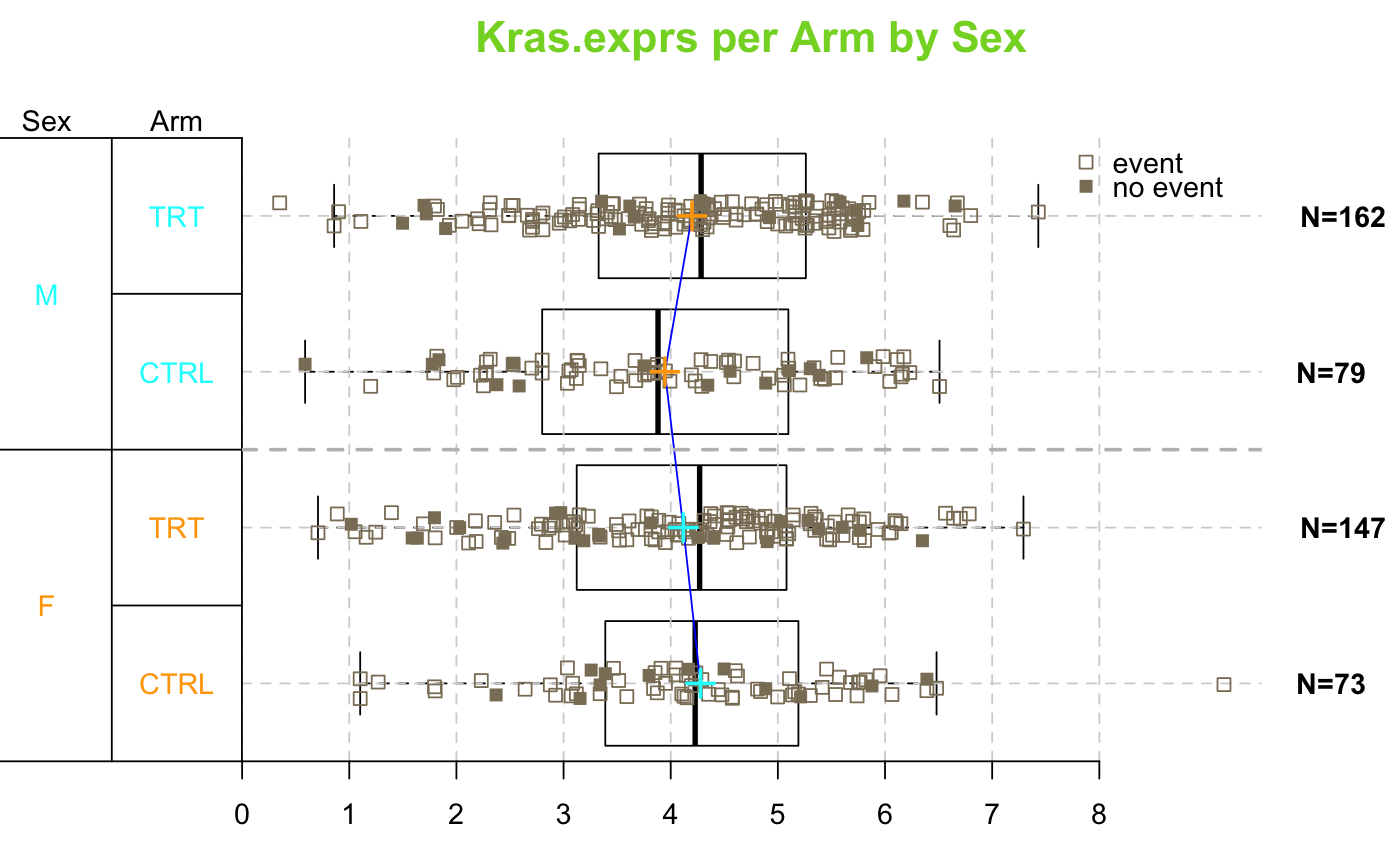 Kras.exprs per Arm by Sex
Sex Arm
event
no event
TRT N=162
M
CTRL N=79
TRT N=147
F
CTRL N=73
0 1 2 3 4 5 6 7 8